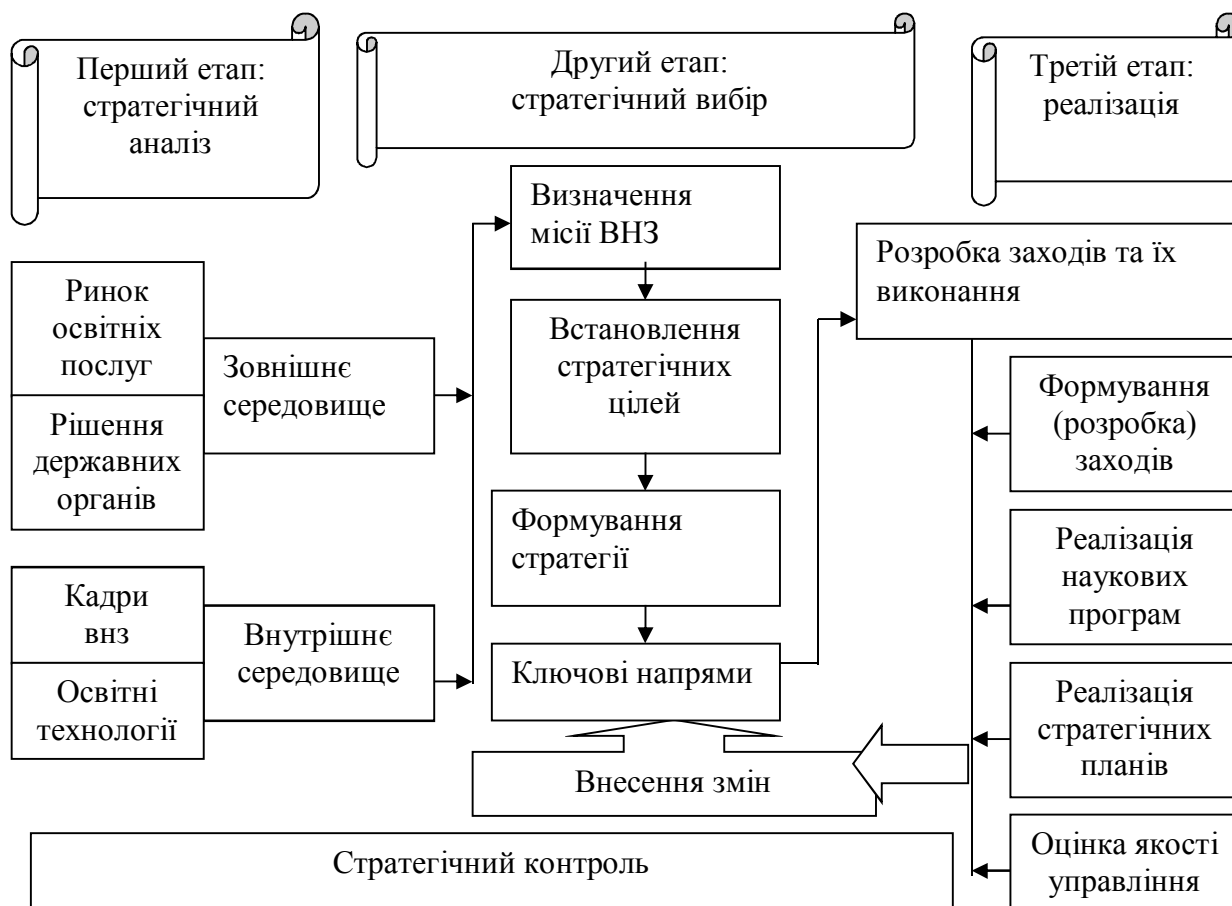 Перший етап:
стратегічний
аналіз
Другий етап:
стратегічний вибір
Третій етап:
реалізація
Ринок
освітніх
послуг
Рішення
державних
органів
Зовнішнє
середовище
Кадри
внз
Освітні
технології
Внутрішнє
середовище
Визначення
місії ВНЗ
Встановлення
стратегічних
цілей
Формування
стратегії
Ключові напрями
Внесення змін
Розробка заходів та їх
виконання
Формування
(розробка)
заходів
Реалізація
наукових
програм
Реалізація
стратегічних
планів
Оцінка якості
управління
Стратегічний контроль